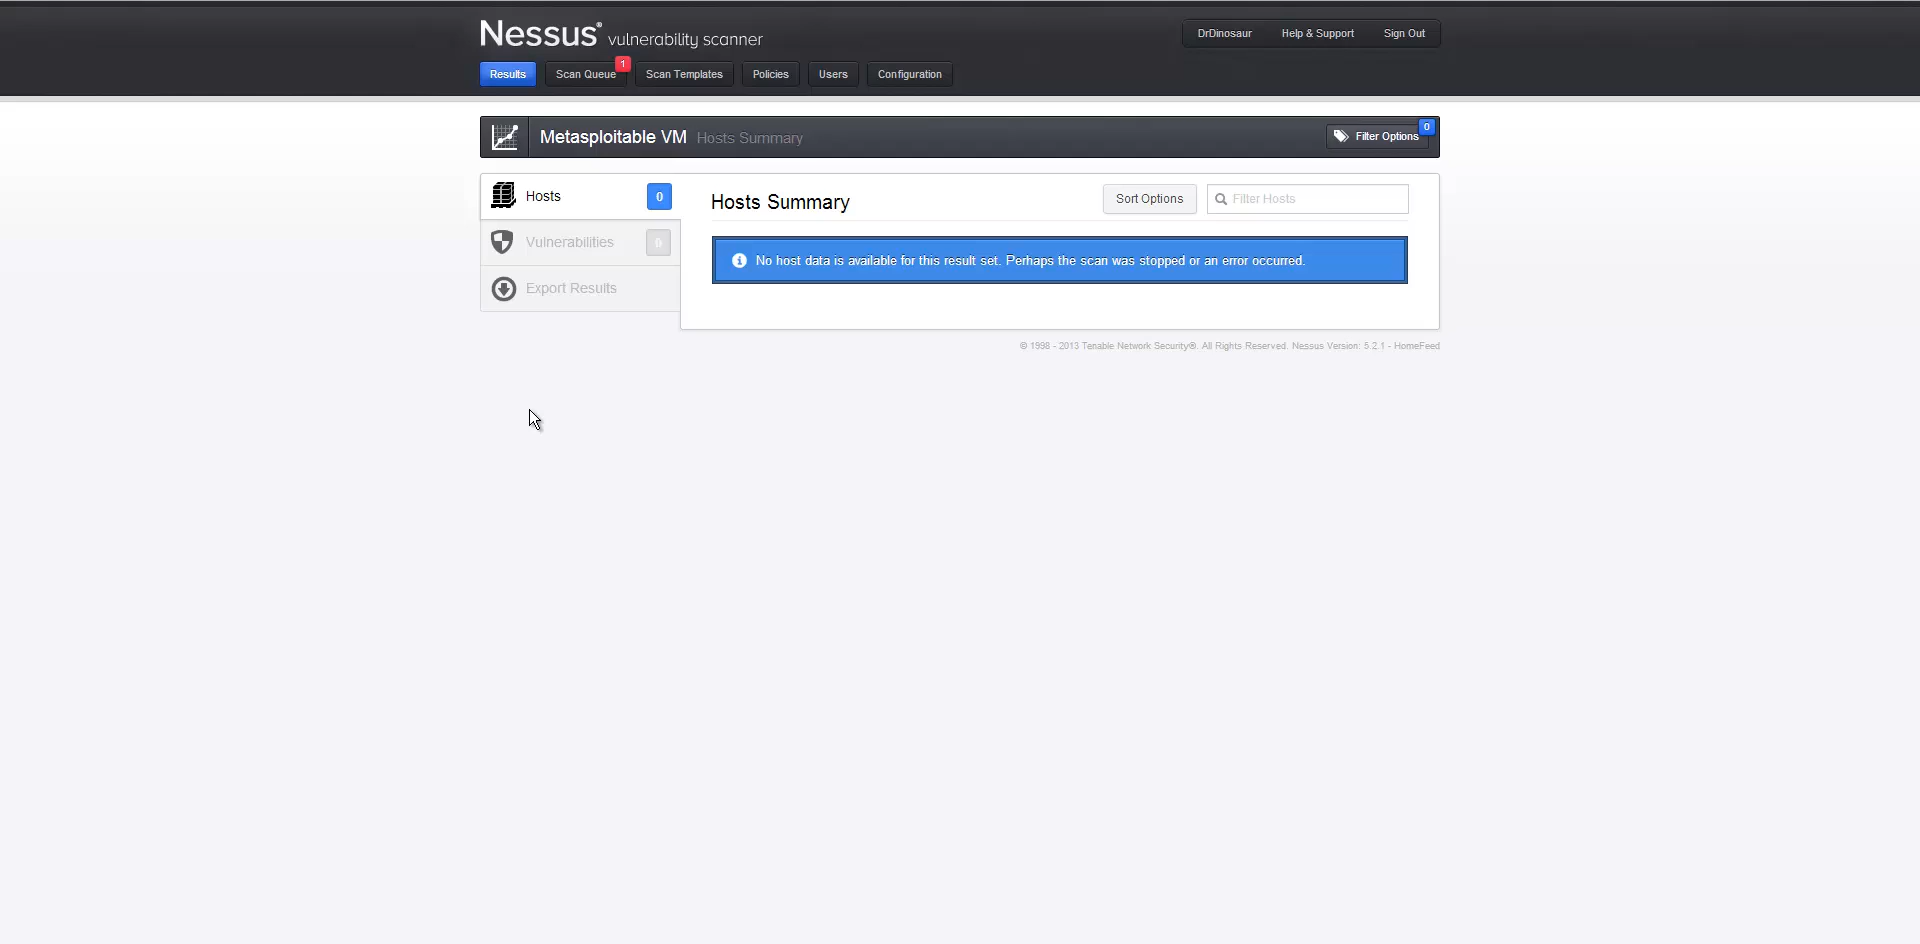 Nessus® vulnerability scanner
DrDinosaur Help & Support Sign Out
Results Scan Queue 1 Scan Templates Policies Users Configuration
Metasploitable VM Hosts Summary Filter Options 0
Hosts 0
Vulnerabilities 0
Export Results
Hosts Summary Sort Options Filter Hosts
No host data is available for this result set. Perhaps the scan was stopped or an error occurred.
© 1998 - 2013 Tenable Network Security®. All Rights Reserved. Nessus Version: 5.2.1 - HomeFeed